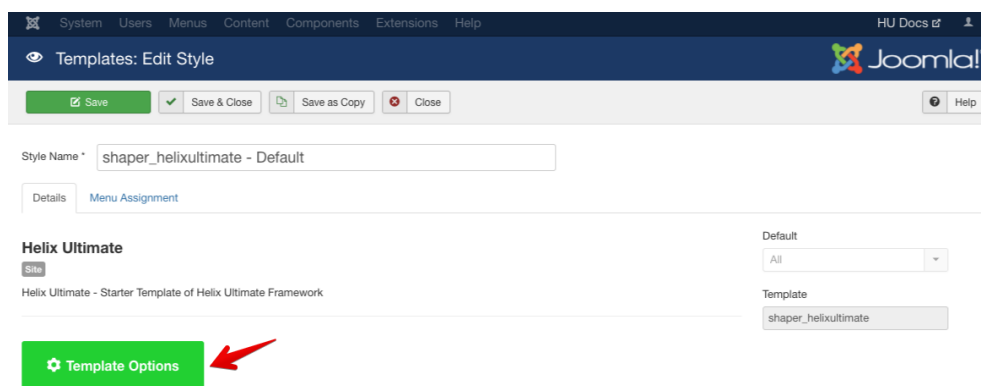 System Users Menus Content Components Extensions Help HU Docs
Templates: Edit Style Joomla!
Save Save & Close Save as Copy Close Help
Style Name * shaper_helixultimate - Default
Details Menu Assignment
Default
Helix Ultimate
All
Site
Helix Ultimate - Starter Template of Helix Ultimate Framework
Template
shaper_helixultimate
Template Options